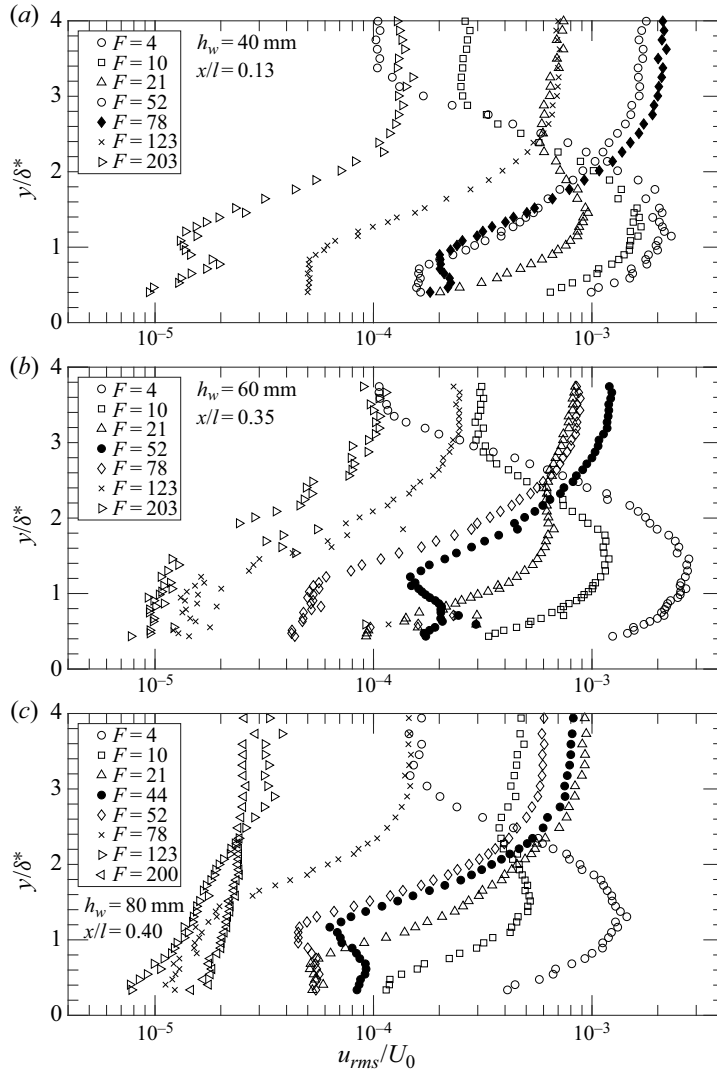 (a)
4
3
2
1
0
y/δ*
F = 4
F = 10
F = 21
F = 52
F = 78
F = 123
F = 203
h_w = 40 mm
x/l = 0.13
10⁻⁵
10⁻⁴
10⁻³
(b)
4
3
2
1
0
y/δ*
F = 4
F = 10
F = 21
F = 52
F = 78
F = 123
F = 203
h_w = 60 mm
x/l = 0.35
10⁻⁵
10⁻⁴
10⁻³
(c)
4
3
2
1
0
y/δ*
F = 4
F = 10
F = 21
F = 44
F = 52
F = 78
F = 123
F = 200
h_w = 80 mm
x/l = 0.40
10⁻⁵
10⁻⁴
10⁻³
u_rms/U₀